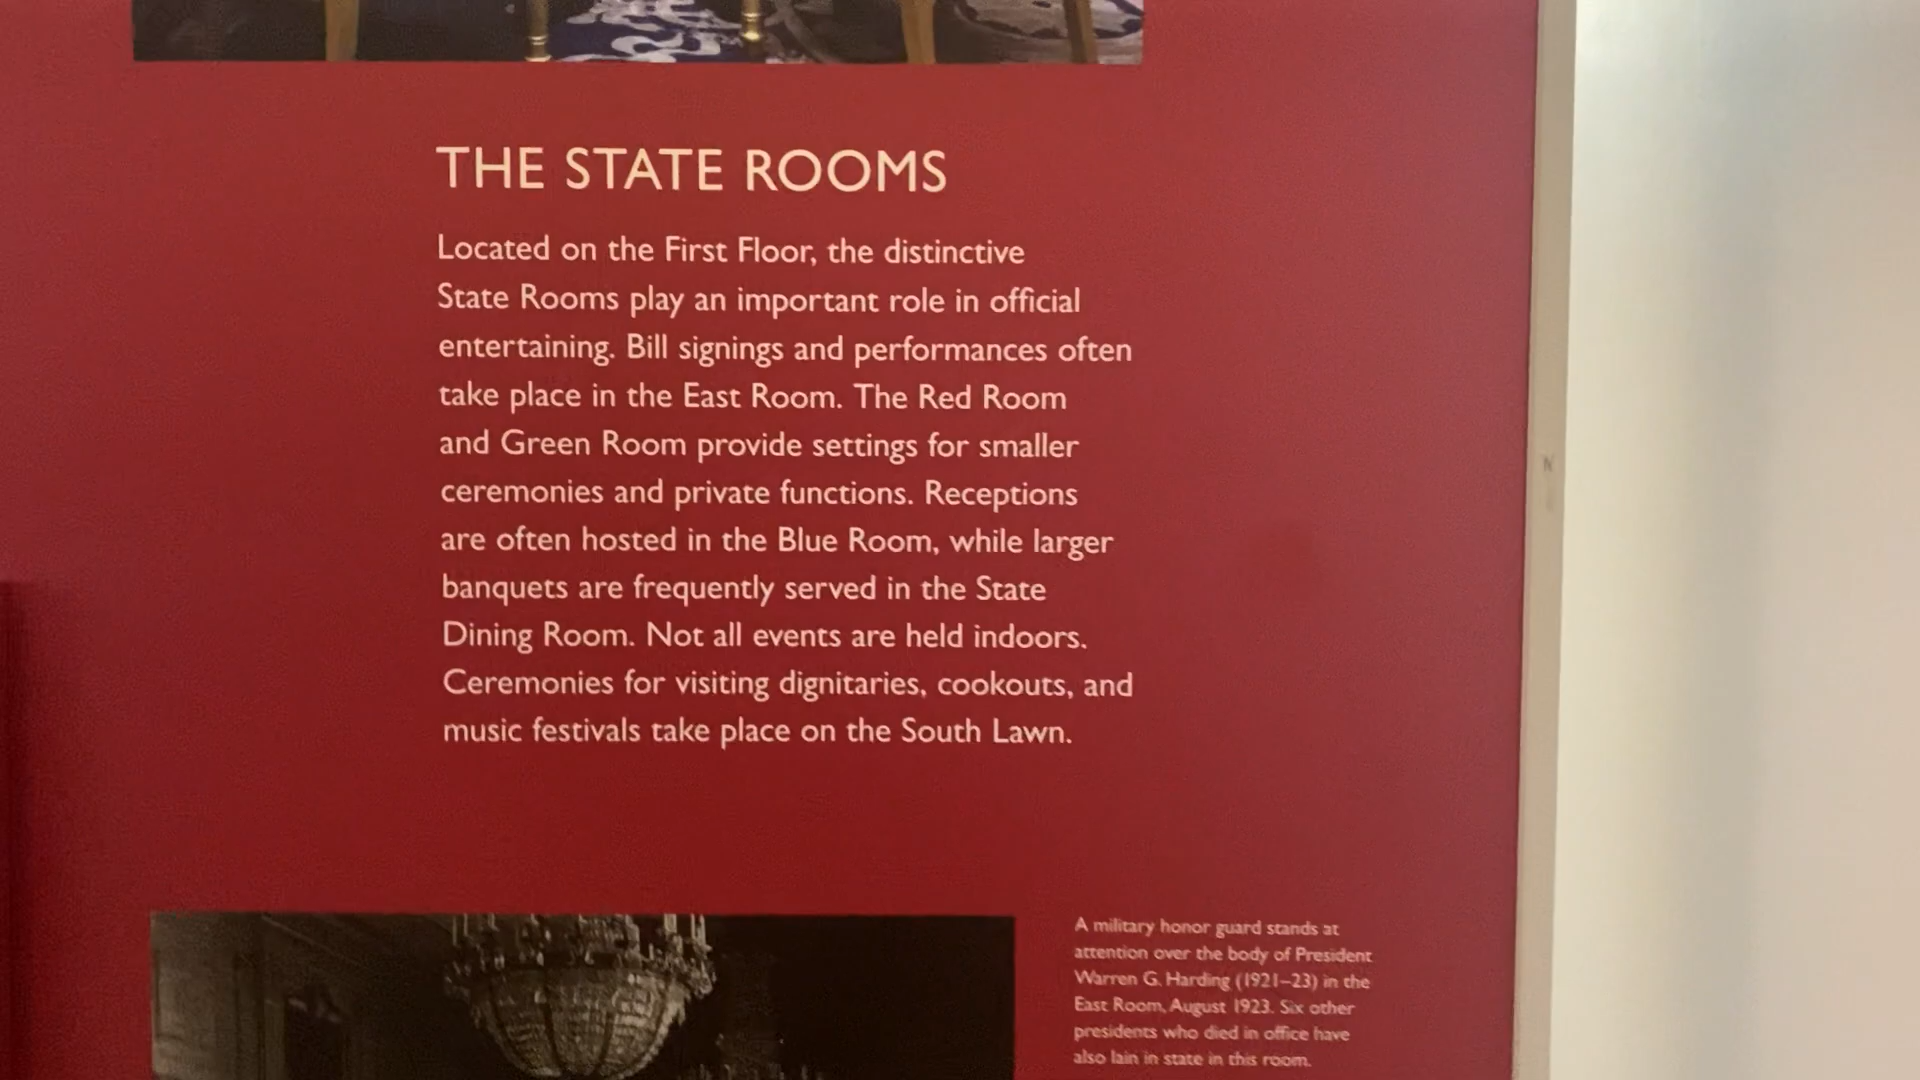 THE STATE ROOMS
Located on the First Floor, the distinctive
State Rooms play an important role in official
entertaining. Bill signings and performances often
take place in the East Room. The Red Room
and Green Room provide settings for smaller
ceremonies and private functions. Receptions
are often hosted in the Blue Room, while larger
banquets are frequently served in the State
Dining Room. Not all events are held indoors.
Ceremonies for visiting dignitaries, cookouts, and
music festivals take place on the South Lawn.
A military honor guard stands at
attention over the body of President
Warren G. Harding (1921–23) in the
East Room, August 1923. Six other
presidents who died in office have
also lain in state in this room.